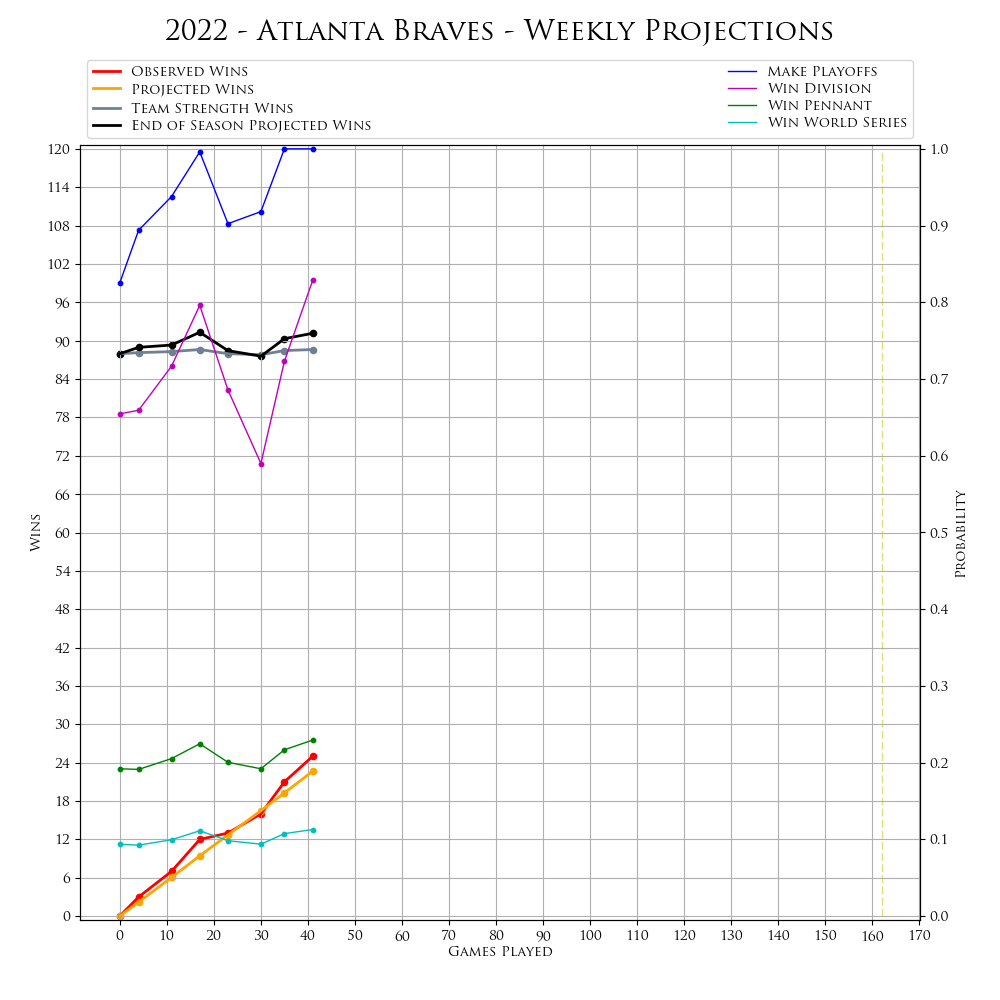 2022 - Atlanta Braves - Weekly Projections
Observed Wins
Projected Wins
Team Strength Wins
End of Season Projected Wins
Make Playoffs
Win Division
Win Pennant
Win World Series
120
114
108
102
96
90
84
78
72
66
60
54
48
42
36
30
24
18
12
6
0
Wins
1.0
0.9
0.8
0.7
0.6
0.5
0.4
0.3
0.2
0.1
0.0
Probability
0 10 20 30 40 50 60 70 80 90 100 110 120 130 140 150 160 170
Games Played